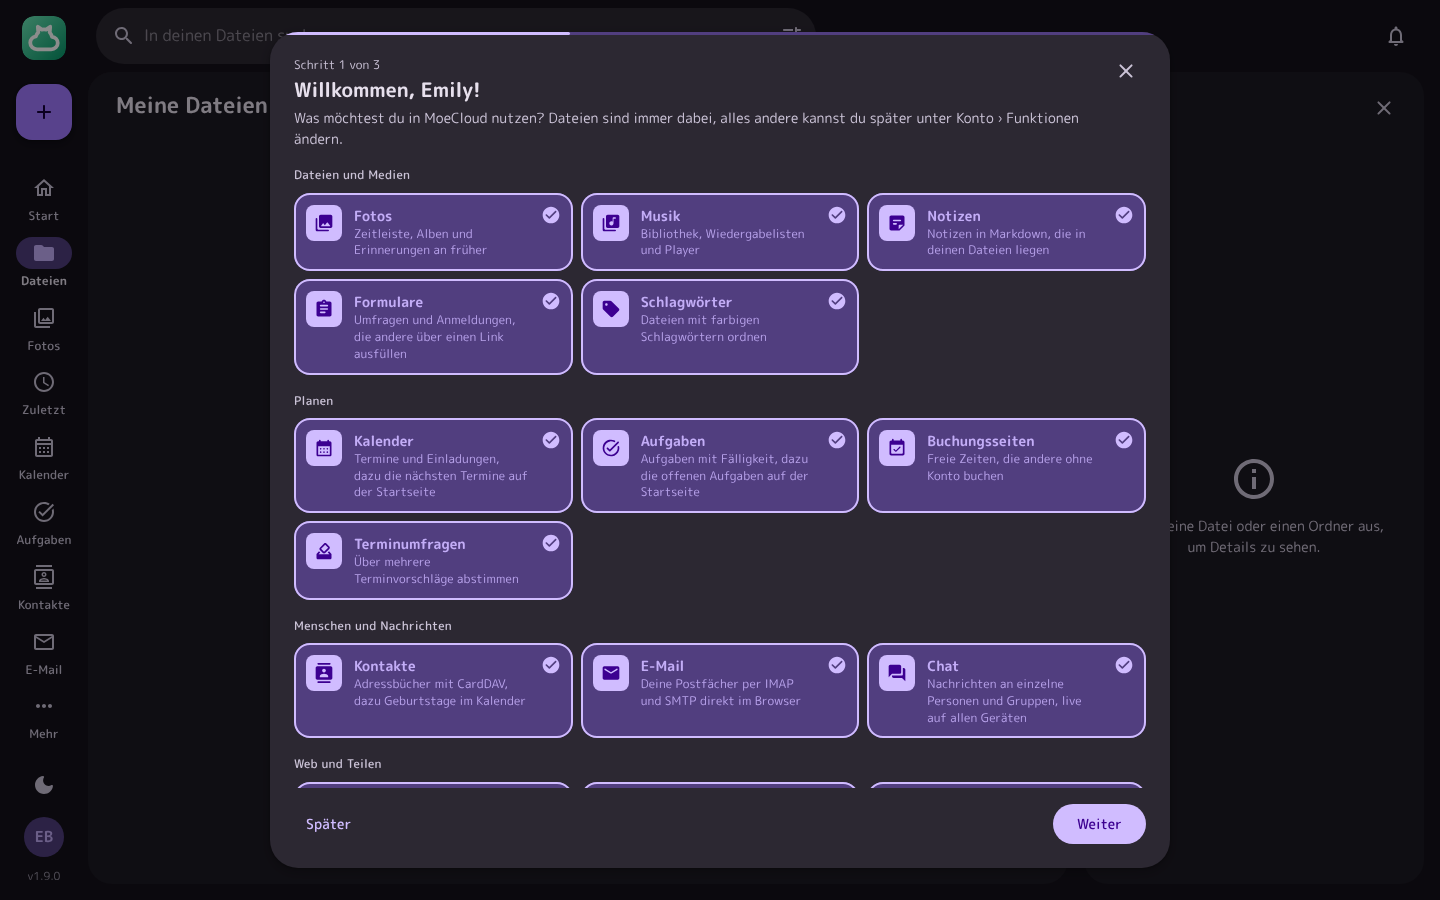 In deinen Dateien
Meine Dateien
Start
Dateien
Fotos
Zuletzt
Kalender
Aufgaben
Kontakte
E-Mail
Mehr
EB
v1.9.0
Schritt 1 von 3
Willkommen, Emily!
Was möchtest du in MoeCloud nutzen? Dateien sind immer dabei, alles andere kannst du später unter Konto › Funktionen
ändern.
Dateien und Medien
Fotos
Zeitleiste, Alben und
Erinnerungen an früher
Musik
Bibliothek, Wiedergabelisten
und Player
Notizen
Notizen in Markdown, die in
deinen Dateien liegen
Formulare
Umfragen und Anmeldungen,
die andere über einen Link
ausfüllen
Schlagwörter
Dateien mit farbigen
Schlagwörtern ordnen
Planen
Kalender
Termine und Einladungen,
dazu die nächsten Termine auf
der Startseite
Aufgaben
Aufgaben mit Fälligkeit, dazu
die offenen Aufgaben auf der
Startseite
Buchungsseiten
Freie Zeiten, die andere ohne
Konto buchen
Terminumfragen
Über mehrere
Terminvorschläge abstimmen
Menschen und Nachrichten
Kontakte
Adressbücher mit CardDAV,
dazu Geburtstage im Kalender
E-Mail
Deine Postfächer per IMAP
und SMTP direkt im Browser
Chat
Nachrichten an einzelne
Personen und Gruppen, live
auf allen Geräten
Web und Teilen
Später
Weiter
eine Datei oder einen Ordner aus,
um Details zu sehen.